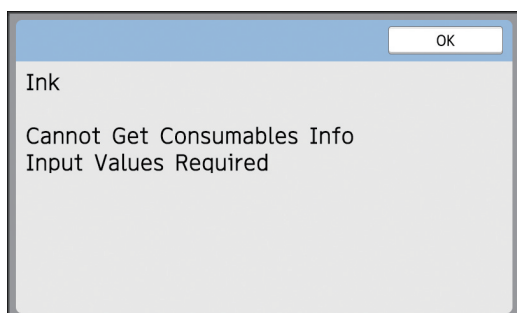 OK
Ink
Cannot Get Consumables Info
Input Values Required